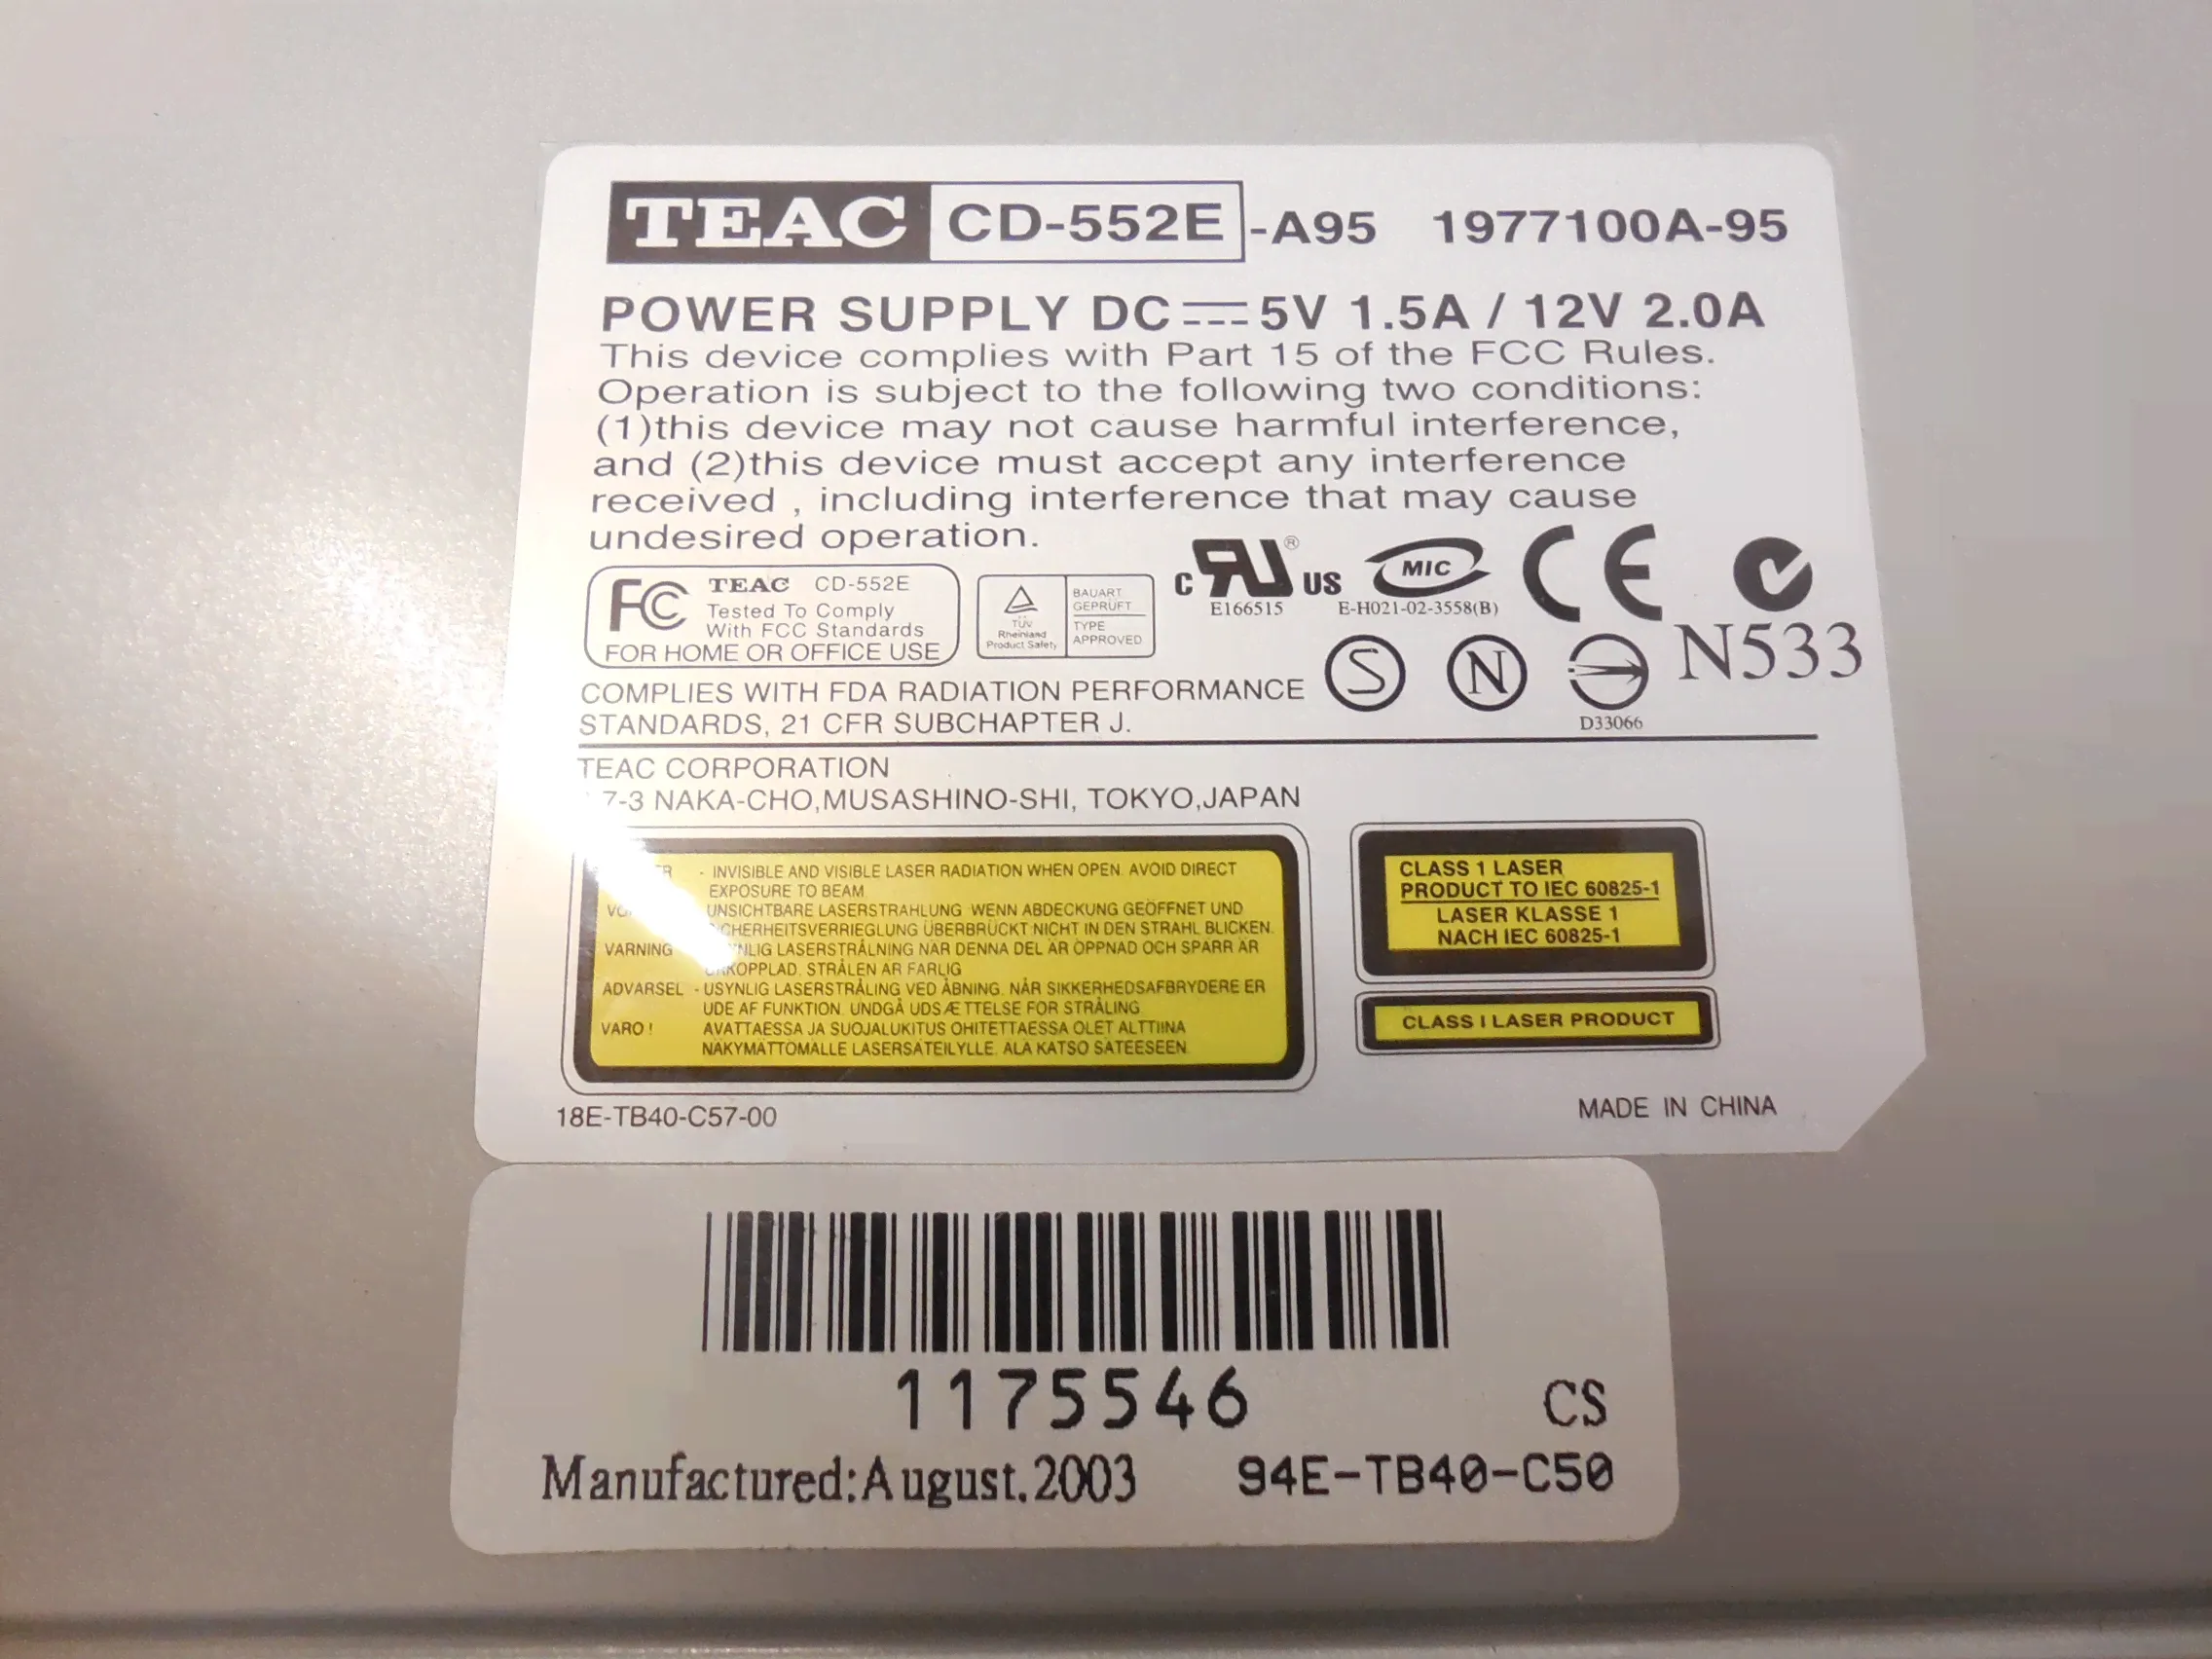 TEAC CD-552E -A95 1977100A-95
POWER SUPPLY DC 5V 1.5A / 12V 2.0A
This device complies with Part 15 of the FCC Rules.
Operation is subject to the following two conditions:
(1)this device may not cause harmful interference,
and (2)this device must accept any interference
received , including interference that may cause
undesired operation.
FC TEAC CD-552E
Tested To Comply
With FCC Standards
FOR HOME OR OFFICE USE
TÜV
Rheinland
Product Safety
BAUART
GEPRUFT
TYPE
APPROVED
C RU ® US
E166515
MIC
E-H021-02-3558(B)
CE
S N
D33066
N533
COMPLIES WITH FDA RADIATION PERFORMANCE
STANDARDS, 21 CFR SUBCHAPTER J.
TEAC CORPORATION
7-3 NAKA-CHO,MUSASHINO-SHI, TOKYO,JAPAN
- INVISIBLE AND VISIBLE LASER RADIATION WHEN OPEN. AVOID DIRECT
EXPOSURE TO BEAM
UNSICHTBARE LASERSTRAHLUNG WENN ABDECKUNG GEÖFFNET UND
ÜBERBRÜCKT NICHT IN DEN STRAHL BLICKEN.
VARNING LASERSTRÅLNING NÄR DENNA DEL ÄR ÖPPNAD OCH SPÄRR ÄR
STRÅLEN ÄR FARLIG
ADVARSEL - USYNLIG LASERSTRÅLING VED ÅBNING. NÅR SIKKERHEDSAFBRYDERE ER
UDE AF FUNKTION. UNDGÅ UDSÆTTELSE FOR STRÅLING
VARO ! AVATTAESSA JA SUOJALUKITUS OHITETTAESSA OLET ALTTIINA
NÄKYMÄTTÖMÄLLE LASERSÄTEILYLLE. ÄLÄ KATSO SÄTEESEEN.
CLASS 1 LASER
PRODUCT TO IEC 60825-1
LASER KLASSE 1
NACH IEC 60825-1
CLASS I LASER PRODUCT
18E-TB40-C57-00
MADE IN CHINA
1175546 CS
Manufactured:August.2003 94E-TB40-C50